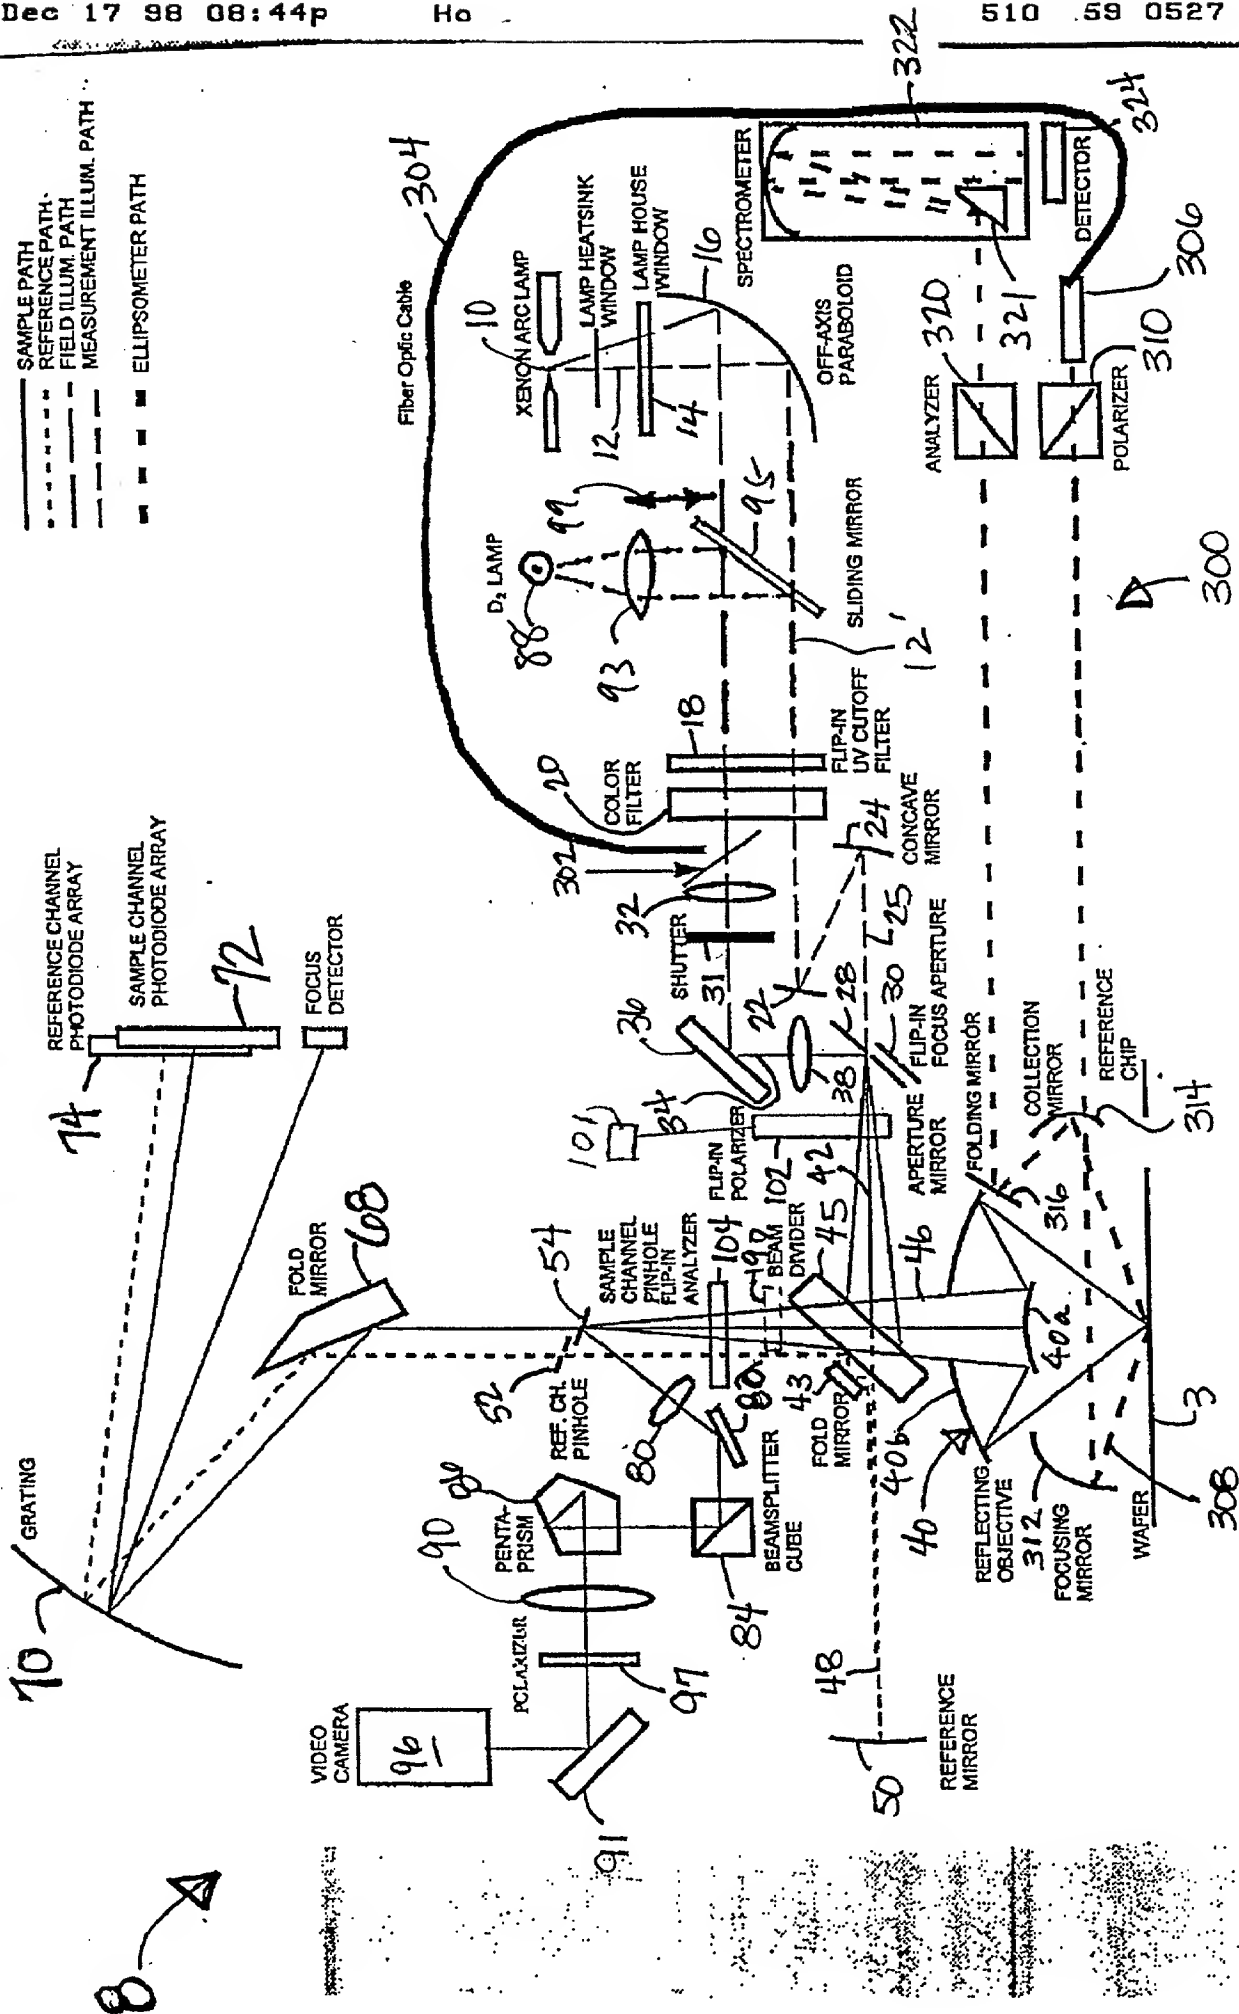 Dec 17 98 08:44p Ho 510 59 0527
SAMPLE PATH
REFERENCE PATH
FIELD ILLUM. PATH
MEASUREMENT ILLUM. PATH
ELLIPSOMETER PATH
8
GRATING
70
REFERENCE CHANNEL
PHOTODIODE ARRAY
74
SAMPLE CHANNEL
PHOTODIODE ARRAY
72
FOCUS
DETECTOR
FOLD
MIRROR
68
Fiber Optic Cable
304
VIDEO
CAMERA
96
91
POLARIZER
97
90
PENTA-
PRISM
REF. CH.
PINHOLE
52
54
SAMPLE
CHANNEL
PINHOLE
FLIP-IN
ANALYZER
104
80
BEAMSPLITTER
CUBE
84
BEAM
DIVIDER
45
FOLD
MIRROR
43
101
FLIP-IN
POLARIZER
102
42
34
36
SHUTTER
31
32
302
COLOR
FILTER
20
18
FLIP-IN
UV CUTOFF
FILTER
D2 LAMP
88
93
99
95
SLIDING MIRROR
12'
XENON ARC LAMP
10
LAMP HEATSINK
WINDOW
12
LAMP HOUSE
WINDOW
14
16
OFF-AXIS
PARABOLOID
SPECTROMETER
322
321
DETECTOR
324
306
ANALYZER
320
POLARIZER
310
300
22
24
CONCAVE
MIRROR
25
28
30
FLIP-IN
FOCUS APERTURE
38
APERTURE
MIRROR
46
FOLDING MIRROR
316
COLLECTION
MIRROR
REFERENCE
CHIP
314
48
50
REFERENCE
MIRROR
40
40a
40b
REFLECTING
OBJECTIVE
312
FOCUSING
MIRROR
WAFER
308
3